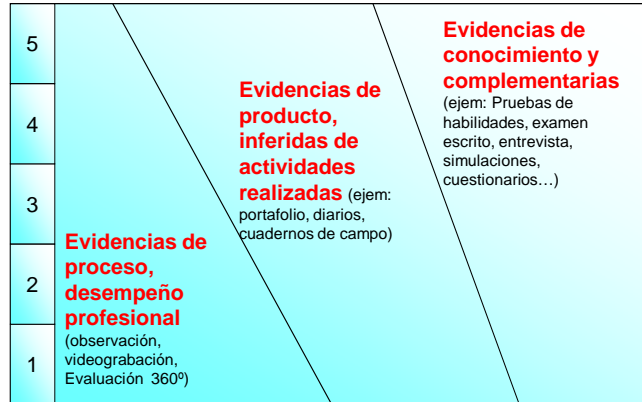 5
4
3
2
1
Evidencias de
proceso,
desempeño
profesional
(observación,
videograbación,
Evaluación 360º)
Evidencias de
producto,
inferidas de
actividades
realizadas (ejem:
portafolio, diarios,
cuadernos de campo)
Evidencias de
conocimiento y
complementarias
(ejem: Pruebas de
habilidades, examen
escrito, entrevista,
simulaciones,
cuestionarios…)